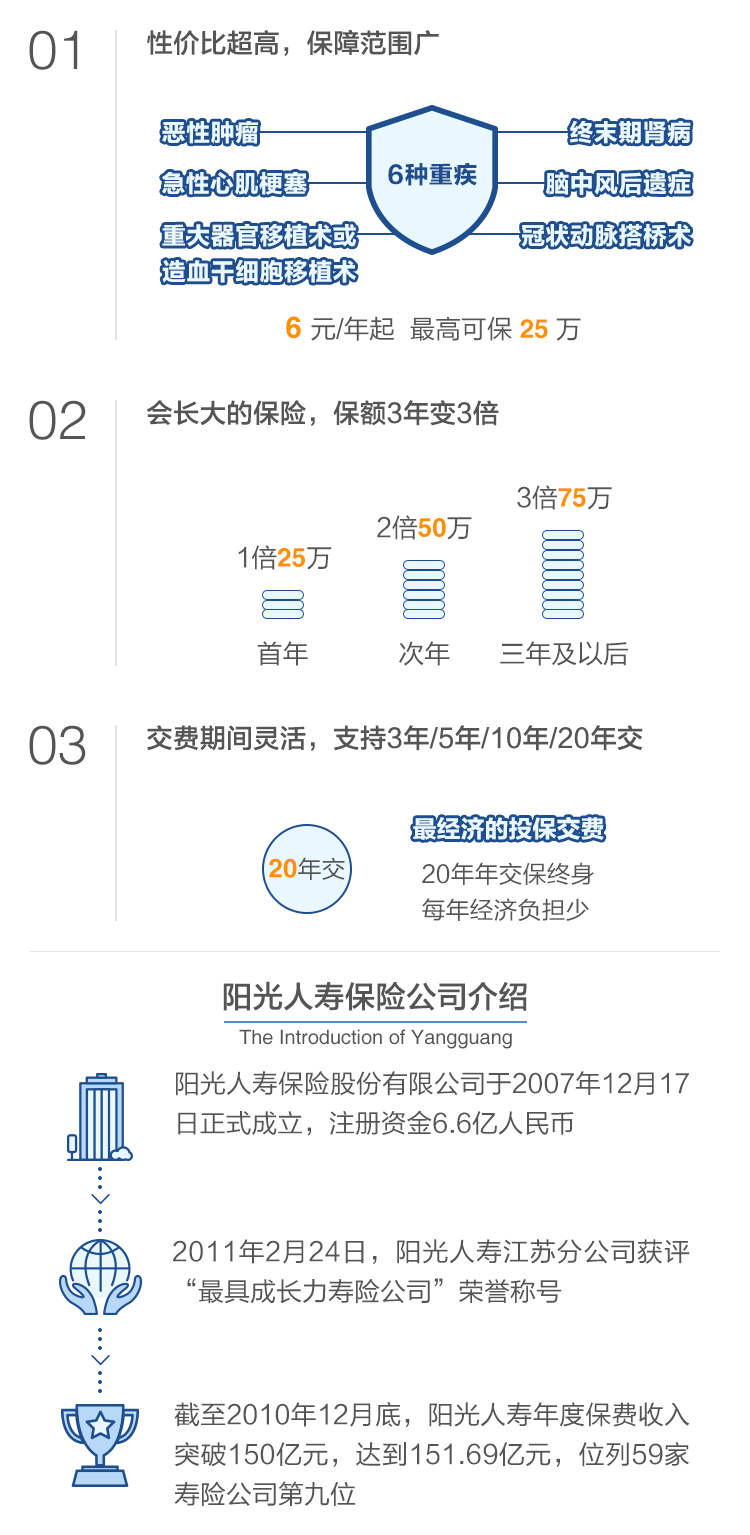 01
性价比超高，保障范围广
恶性肿瘤
终末期肾病
6种重疾
急性心肌梗塞
脑中风后遗症
重大器官移植术或
造血干细胞移植术
冠状动脉搭桥术
6 元/年起 最高可保 25 万
02
会长大的保险，保额3年变3倍
1倍25万
2倍50万
3倍75万
首年
次年
三年及以后
03
交费期间灵活，支持3年/5年/10年/20年交
20年交
最经济的投保交费
20年年交保终身
每年经济负担少
阳光人寿保险公司介绍
The Introduction of Yangguang
阳光人寿保险股份有限公司于2007年12月17
日正式成立，注册资金6.6亿人民币
2011年2月24日，阳光人寿江苏分公司获评
“最具成长力寿险公司”荣誉称号
截至2010年12月底，阳光人寿年度保费收入
突破150亿元，达到151.69亿元，位列59家
寿险公司第九位